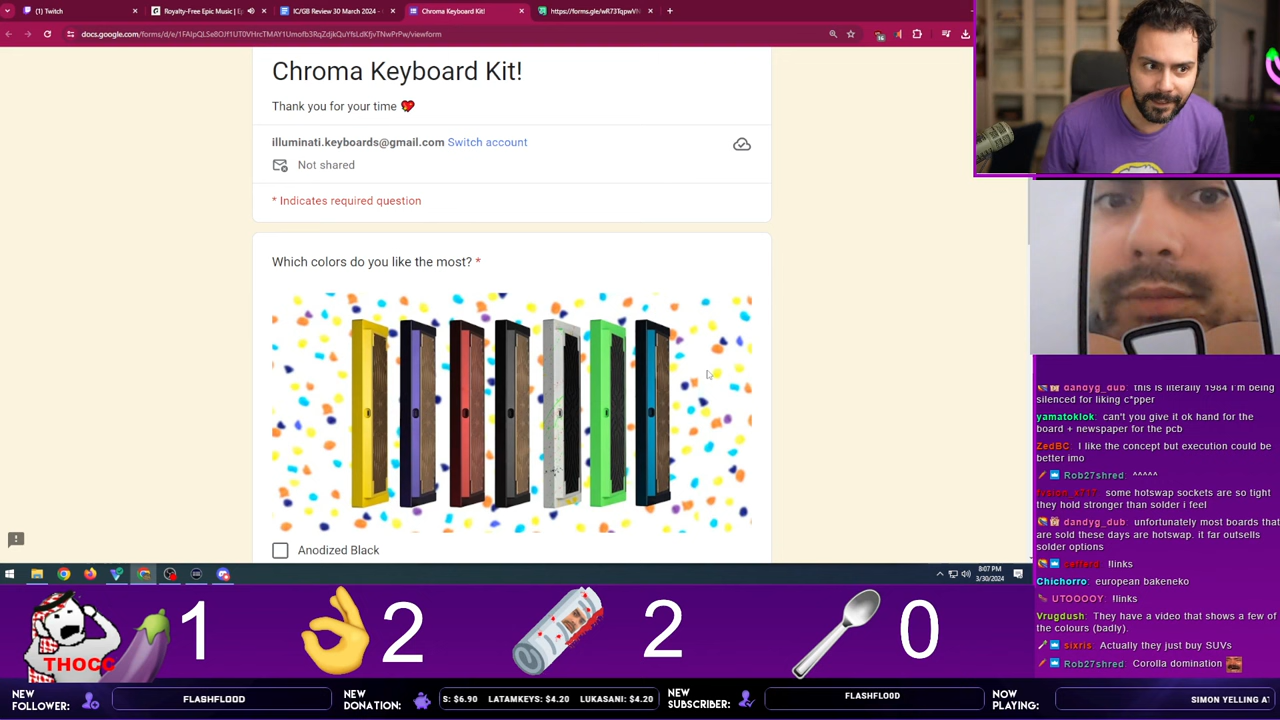 Twitch
Royalty-Free Epic Music | E
IC/GB Review 30 March 2024 -
Chroma Keyboard Kit!
https://forms.gle/wR73TqpwVN
Chroma Keyboard Kit!
Thank you for your time
illuminati.keyboards@gmail.com Switch account
Not shared
* Indicates required question
Which colors do you like the most? *
Anodized Black
8:07 PM
3/30/2024
dandyg_dub: this is literally 1984 I'm being
silenced for liking c*pper
yamatoklok: can't you give it ok hand for the
board + newspaper for the pcb
ZedBC: I like the concept but execution could be
better imo
Rob27shred: ^^^^^
some hotswap sockets are so tight
they hold stronger than solder i feel
dandyg_dub: unfortunately most boards that
are sold these days are hotswap. it far outsells
solder options
!links
Chichorro: european bakeneko
UTOOOOY: !links
Vrugdush: They have a video that shows a few of
the colours (badly).
sixris: Actually they just buy SUVs
Rob27shred: Corolla domination
THOCC
1
2
2
0
NEW
FOLLOWER:
FLASHFLOOD
NEW
DONATION:
S: $6.90 LATAMKEYS: $4.20 LUKASANI: $4.20
NEW
SUBSCRIBER:
FLASHFLOOD
NOW
PLAYING:
SIMON YELLING AT